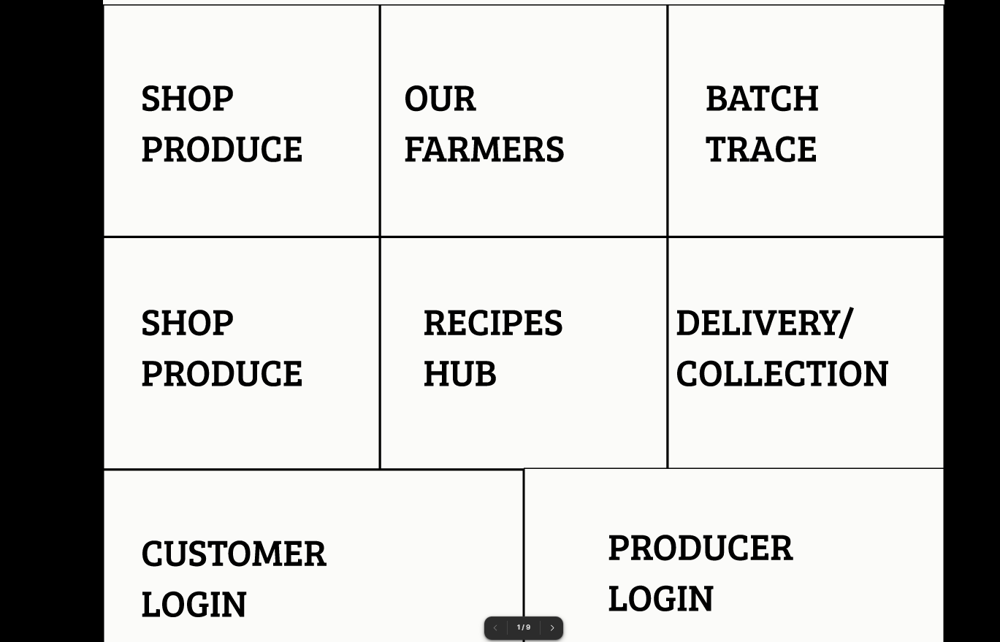 SHOP
PRODUCE
OUR
FARMERS
BATCH
TRACE
SHOP
PRODUCE
RECIPES
HUB
DELIVERY/
COLLECTION
CUSTOMER
LOGIN
PRODUCER
LOGIN
1/9